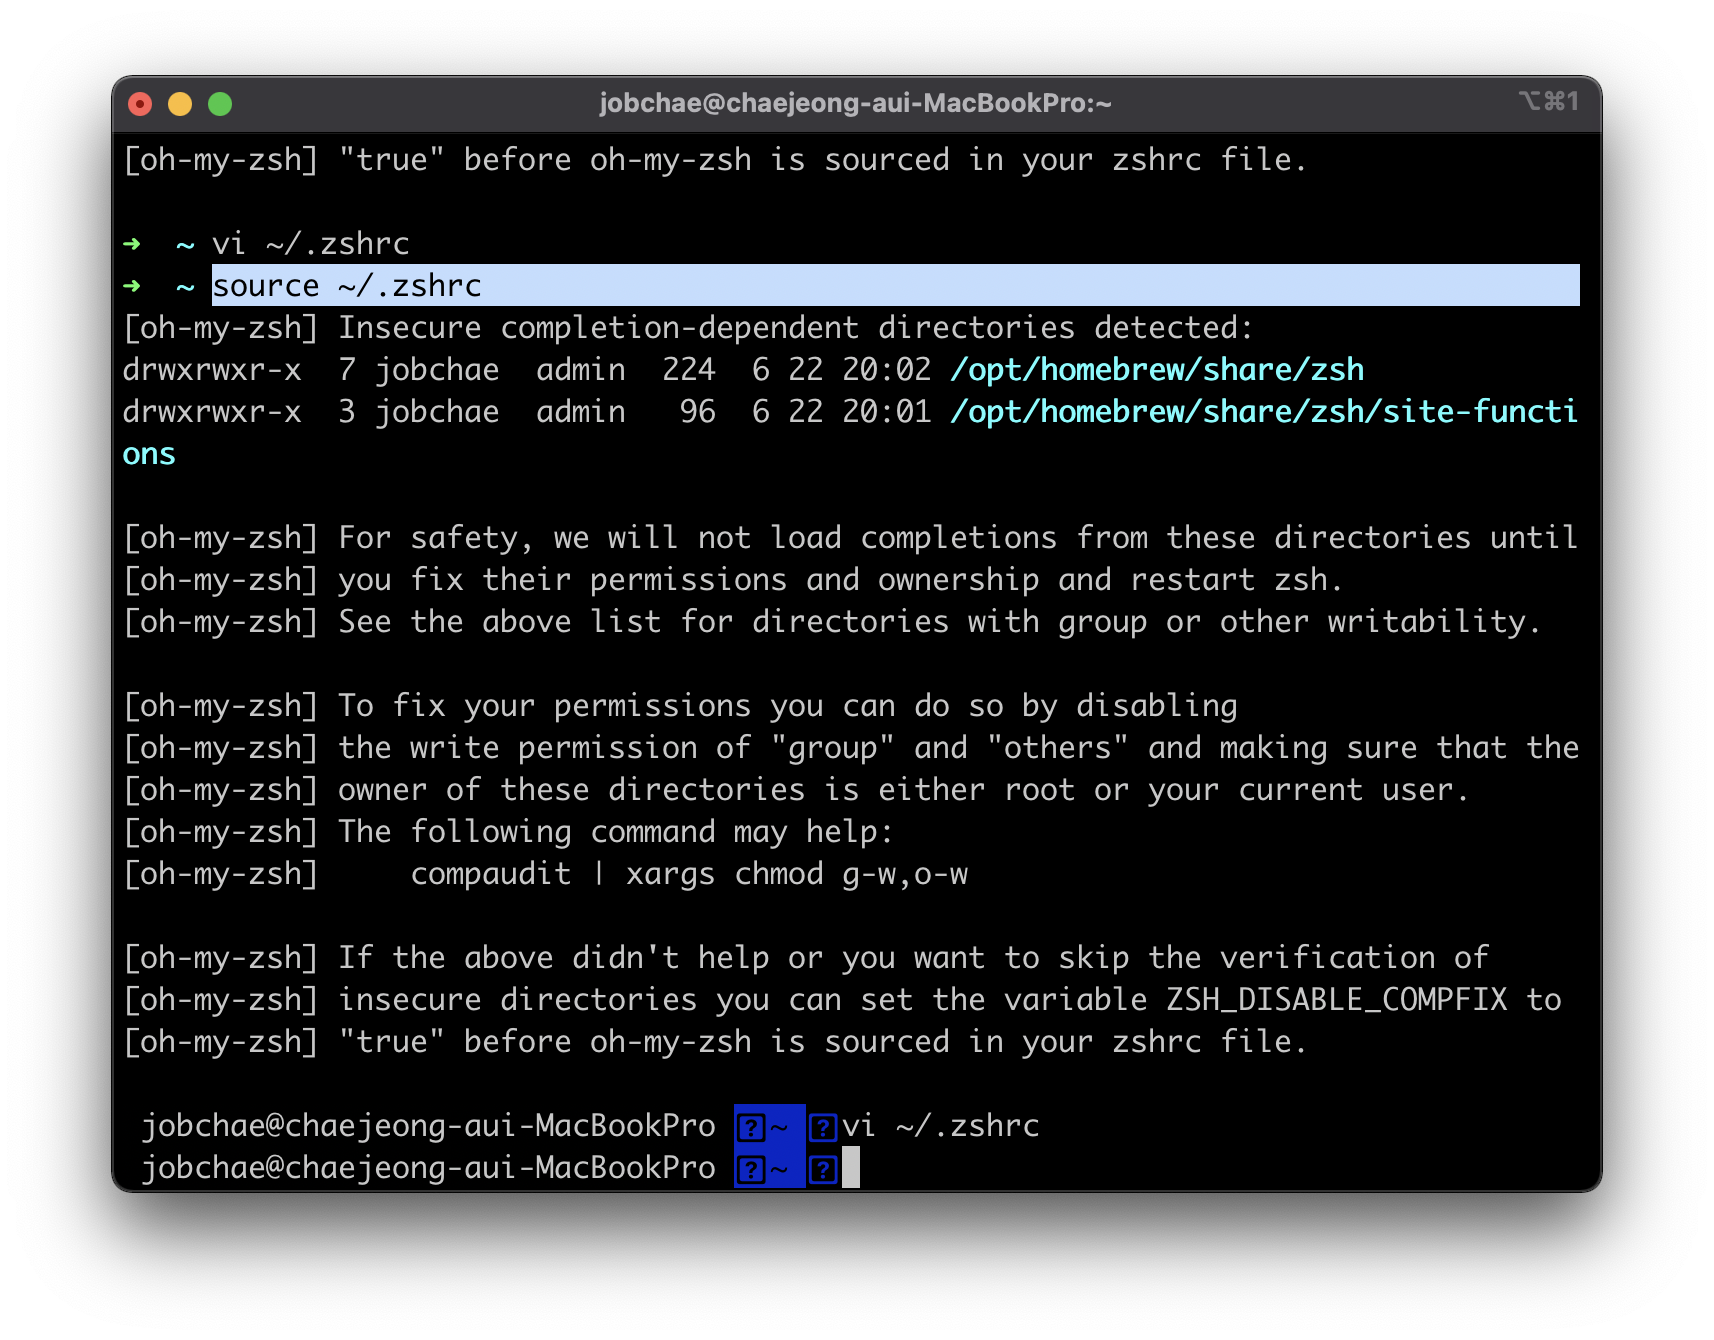 jobchae@chaejeong-aui-MacBookPro:~
⌥⌘1
[oh-my-zsh] "true" before oh-my-zsh is sourced in your zshrc file.
➜  ~ vi ~/.zshrc
➜  ~ source ~/.zshrc
[oh-my-zsh] Insecure completion-dependent directories detected:
drwxrwxr-x  7 jobchae  admin  224  6 22 20:02 /opt/homebrew/share/zsh
drwxrwxr-x  3 jobchae  admin   96  6 22 20:01 /opt/homebrew/share/zsh/site-functi
ons
[oh-my-zsh] For safety, we will not load completions from these directories until
[oh-my-zsh] you fix their permissions and ownership and restart zsh.
[oh-my-zsh] See the above list for directories with group or other writability.
[oh-my-zsh] To fix your permissions you can do so by disabling
[oh-my-zsh] the write permission of "group" and "others" and making sure that the
[oh-my-zsh] owner of these directories is either root or your current user.
[oh-my-zsh] The following command may help:
[oh-my-zsh]     compaudit | xargs chmod g-w,o-w
[oh-my-zsh] If the above didn't help or you want to skip the verification of
[oh-my-zsh] insecure directories you can set the variable ZSH_DISABLE_COMPFIX to
[oh-my-zsh] "true" before oh-my-zsh is sourced in your zshrc file.
jobchae@chaejeong-aui-MacBookPro ?~ ?vi ~/.zshrc
jobchae@chaejeong-aui-MacBookPro ?~ ?